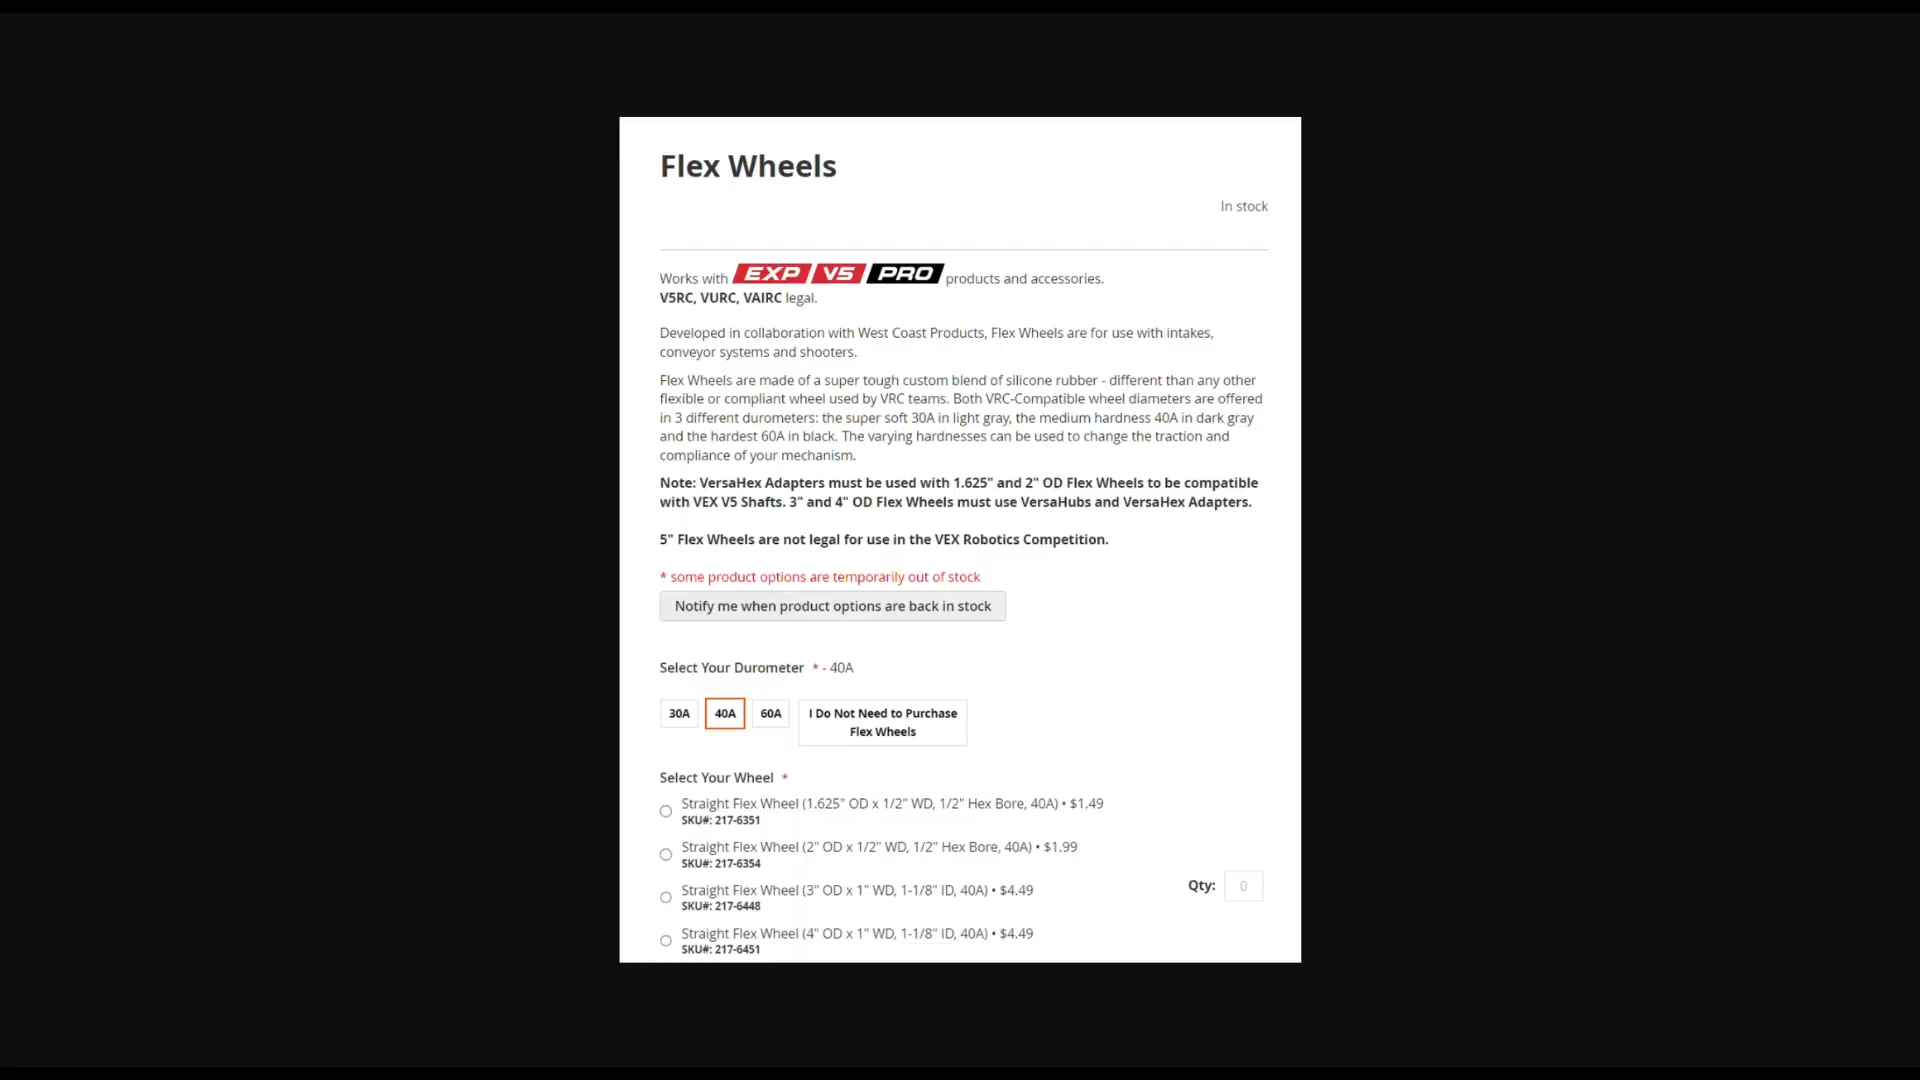 Flex Wheels
In stock
Works with EXP V5 PRO products and accessories.
V5RC, VURC, VAIRC legal.
Developed in collaboration with West Coast Products, Flex Wheels are for use with intakes,
conveyor systems and shooters.
Flex Wheels are made of a super tough custom blend of silicone rubber - different than any other
flexible or compliant wheel used by VRC teams. Both VRC-Compatible wheel diameters are offered
in 3 different durometers: the super soft 30A in light gray, the medium hardness 40A in dark gray
and the hardest 60A in black. The varying hardnesses can be used to change the traction and
compliance of your mechanism.
Note: VersaHex Adapters must be used with 1.625" and 2" OD Flex Wheels to be compatible
with VEX V5 Shafts. 3" and 4" OD Flex Wheels must use VersaHubs and VersaHex Adapters.
5" Flex Wheels are not legal for use in the VEX Robotics Competition.
* some product options are temporarily out of stock
Notify me when product options are back in stock
Select Your Durometer * - 40A
30A 40A 60A I Do Not Need to Purchase
Flex Wheels
Select Your Wheel *
Straight Flex Wheel (1.625" OD x 1/2" WD, 1/2" Hex Bore, 40A) • $1.49
SKU#: 217-6351
Straight Flex Wheel (2" OD x 1/2" WD, 1/2" Hex Bore, 40A) • $1.99
SKU#: 217-6354
Straight Flex Wheel (3" OD x 1" WD, 1-1/8" ID, 40A) • $4.49
SKU#: 217-6448
Qty: 0
Straight Flex Wheel (4" OD x 1" WD, 1-1/8" ID, 40A) • $4.49
SKU#: 217-6451